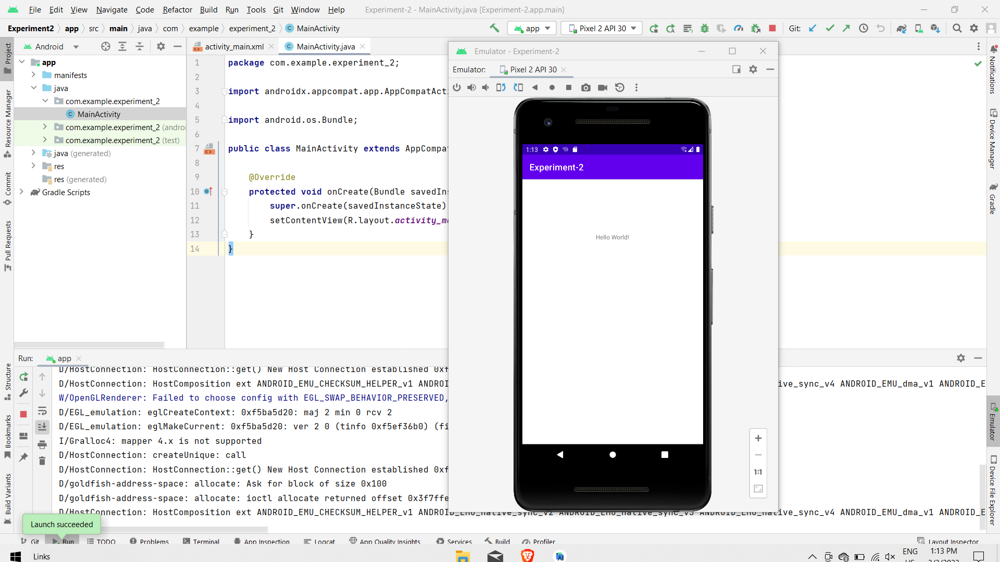 File Edit View Navigate Code Refactor Build Run Tools Git Window Help Experiment-2 - MainActivity.java [Experiment-2.app.main]
Experiment2 app src main java com example experiment_2 MainActivity
app Pixel 2 API 30 Git:
Project
Android
activity_main.xml MainActivity.java
app
manifests
java
com.example.experiment_2
MainActivity
com.example.experiment_2 (androi
com.example.experiment_2 (test)
java (generated)
res
res (generated)
Gradle Scripts
Resource Manager
Commit
Pull Requests
Structure
Bookmarks
Build Variants
1 package com.example.experiment_2;
2
3 import androidx.appcompat.app.AppCompatActi
4
5 import android.os.Bundle;
6
7 public class MainActivity extends AppCompat
8
9 @Override
10 protected void onCreate(Bundle savedIns
11 super.onCreate(savedInstanceState)
12 setContentView(R.layout.activity_ma
13 }
14 }
Emulator - Experiment-2
Emulator: Pixel 2 API 30
1:13
Experiment-2
Hello World!
1:1
Notifications
Device Manager
Gradle
Emulator
Device File Explorer
Run: app
D/HostConnection: HostConnection::get() New Host Connection established 0xf
D/HostConnection: HostComposition ext ANDROID_EMU_CHECKSUM_HELPER_v1 ANDROI
ive_sync_v4 ANDROID_EMU_dma_v1 ANDROID_E
W/OpenGLRenderer: Failed to choose config with EGL_SWAP_BEHAVIOR_PRESERVED,
D/EGL_emulation: eglCreateContext: 0xf5ba5d20: maj 2 min 0 rcv 2
D/EGL_emulation: eglMakeCurrent: 0xf5ba5d20: ver 2 0 (tinfo 0xf5ef36b0) (fi
I/Gralloc4: mapper 4.x is not supported
D/HostConnection: createUnique: call
D/HostConnection: HostConnection::get() New Host Connection established 0xf
D/goldfish-address-space: allocate: Ask for block of size 0x100
D/goldfish-address-space: allocate: ioctl allocate returned offset 0x3f7ffe
D/HostConnection: HostComposition ext ANDROID_EMU_CHECKSUM_HELPER_v1 ANDROID_EMU_native_sync_v2 ANDROID_EMU_native_sync_v3 ANDROID_EMU_native_sync_v4 ANDROID_EMU_dma_v1 ANDROID_E
Launch succeeded
Git Run TODO Problems Terminal App Inspection Logcat App Quality Insights Services Build Profiler Layout Inspector
Links
ENG
1:13 PM